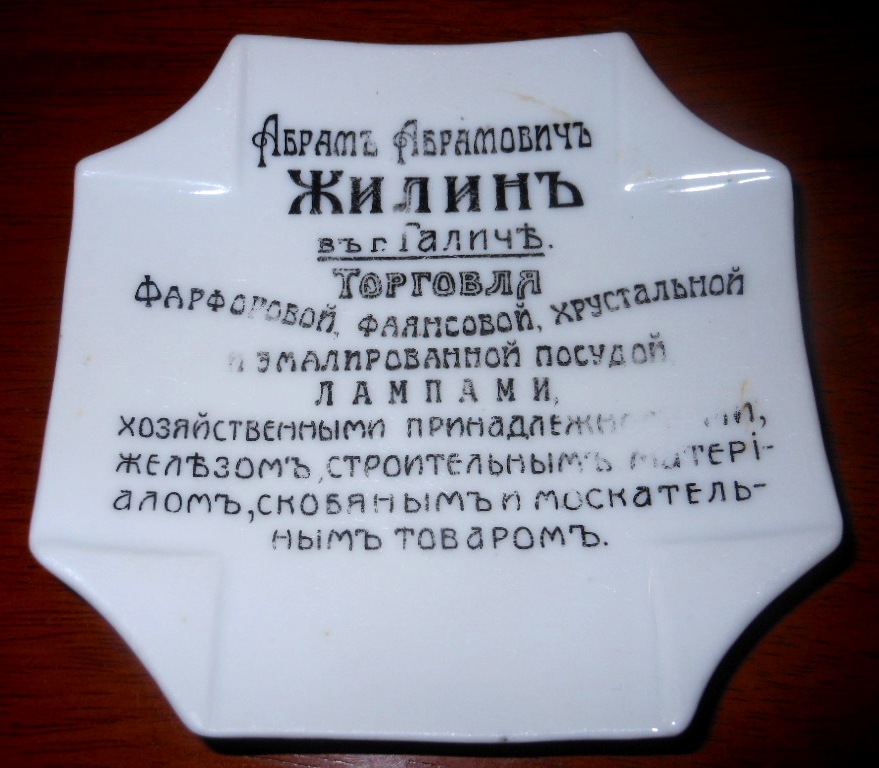 Абрамъ Абрамовичъ
Жилинъ
въ г. Галичѣ.
Торговля
Фарфоровой, фаянсовой, хрустальной
и эмалированной посудой
ЛАМПАМИ,
хозяйственными принадлежностями,
желѣзомъ, строительнымъ матері-
аломъ, скобянымъ и москатель-
нымъ товаромъ.